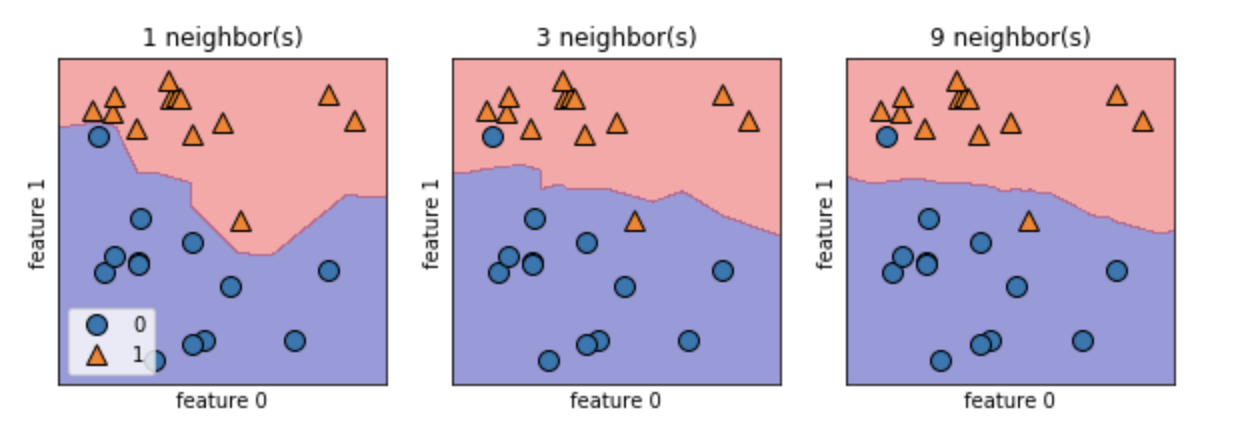 1 neighbor(s)
3 neighbor(s)
9 neighbor(s)
feature 1
feature 1
feature 1
0
1
feature 0
feature 0
feature 0